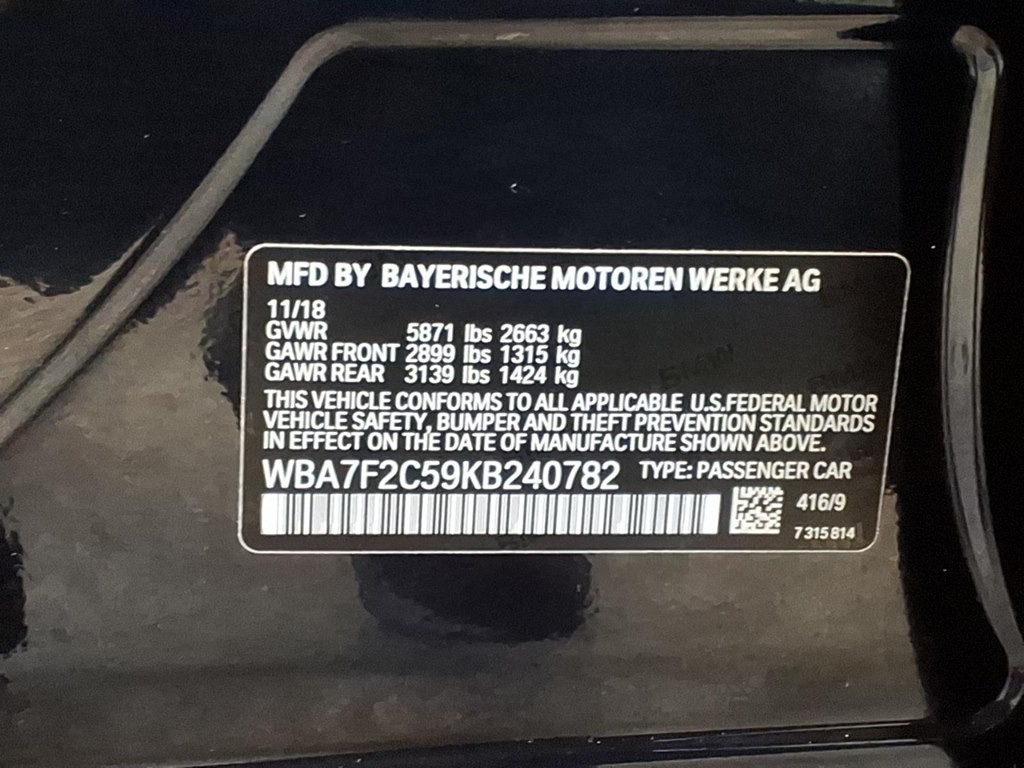 MFD BY BAYERISCHE MOTOREN WERKE AG
11/18
GVWR 5871 lbs 2663 kg
GAWR FRONT 2899 lbs 1315 kg
GAWR REAR 3139 lbs 1424 kg
THIS VEHICLE CONFORMS TO ALL APPLICABLE U.S.FEDERAL MOTOR
VEHICLE SAFETY, BUMPER AND THEFT PREVENTION STANDARDS
IN EFFECT ON THE DATE OF MANUFACTURE SHOWN ABOVE.
WBA7F2C59KB240782 TYPE: PASSENGER CAR
416/9
7315814
BMW
BMW